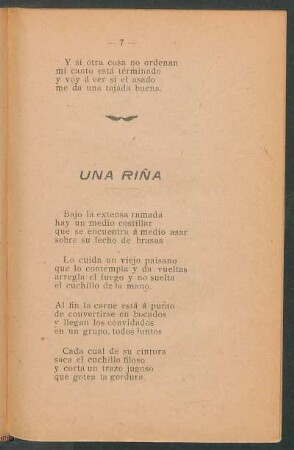 — 7 —
Y si otra cosa no ordenan
mi canto está términado
y voy á ver si el asado
me da una tajada buena.
UNA RIÑA
Bajo la extensa ramada
hay un medio costillar
que se encuentra á medio asar
sobre su lecho de brasas
Lo cuida un viejo paisano
que lo contempla y da vueltas
arregla el fuego y no suelta
el cuchillo de la mano.
Al fin la carne está á punto
de convertirse en bocados
y llegan los convidados
en un grupo, todos juntos
Cada cual de su cintura
saca el cuchillo filoso
y corta un trazo jugoso
que gotea la gordura.